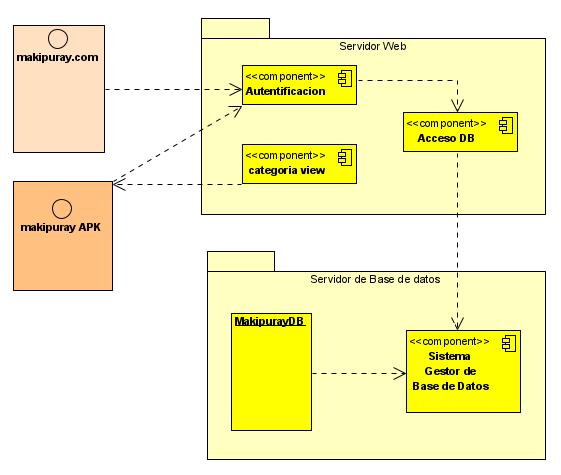 makipuray.com
Servidor Web
<<component>>
Autentificacion
<<component>>
Acceso DB
<<component>>
categoria view
makipuray APK
Servidor de Base de datos
MakipurayDB
<<component>>
Sistema
Gestor de
Base de Datos